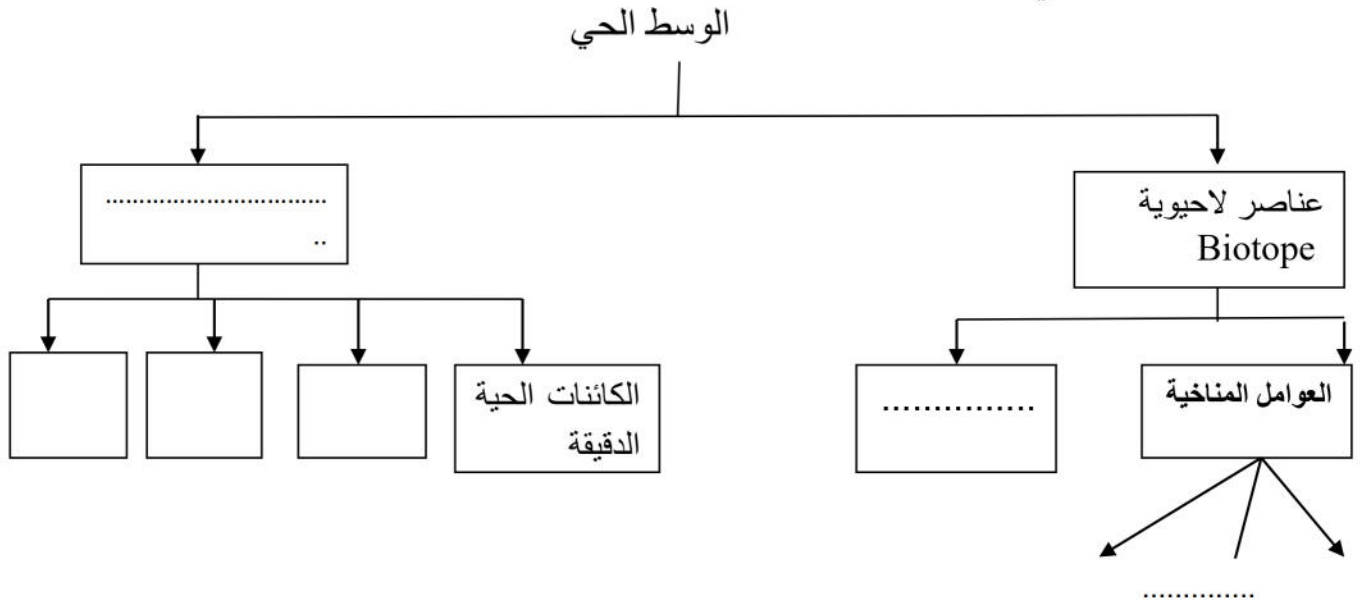 الوسط الحي
عناصر لاحيوية
Biotope
................................
..
العوامل المناخية
...............
الكائنات الحية
الدقيقة
..............